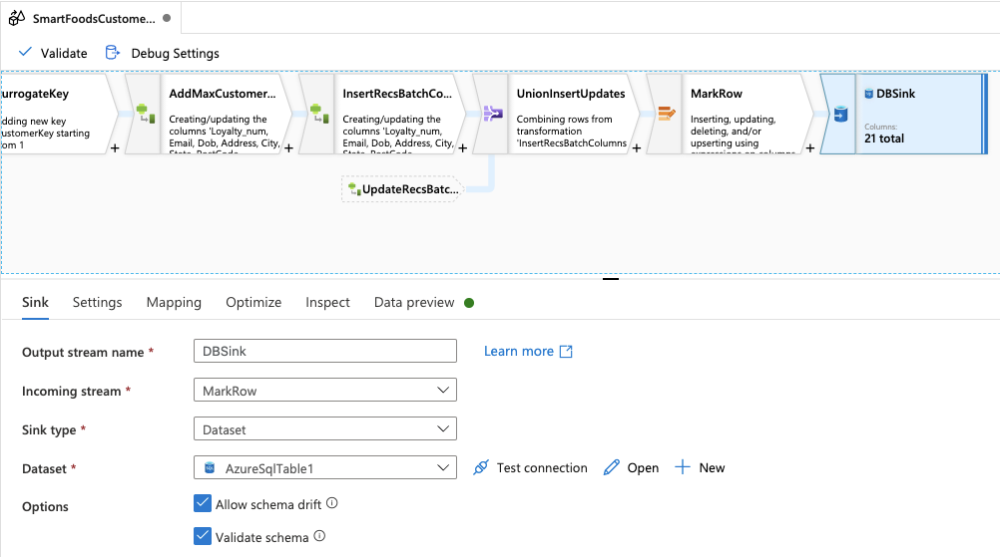 SmartFoodsCustome...
Validate
Debug Settings
urrogateKey
dding new key
ustomerKey starting
om 1
AddMaxCustomer...
Creating/updating the
columns 'Loyalty_num,
Email, Dob, Address, City,
State, PostCode
InsertRecsBatchCo...
Creating/updating the
columns 'Loyalty_num,
Email, Dob, Address, City,
State, PostCode
UnionInsertUpdates
Combining rows from
transformation
'InsertRecsBatchColumns
MarkRow
Inserting, updating,
deleting, and/or
upserting using
expressions on columns
DBSink
Columns:
21 total
UpdateRecsBatc...
Sink
Settings
Mapping
Optimize
Inspect
Data preview
Output stream name *
DBSink
Learn more
Incoming stream *
MarkRow
Sink type *
Dataset
Dataset *
AzureSqlTable1
Test connection
Open
New
Options
Allow schema drift
Validate schema